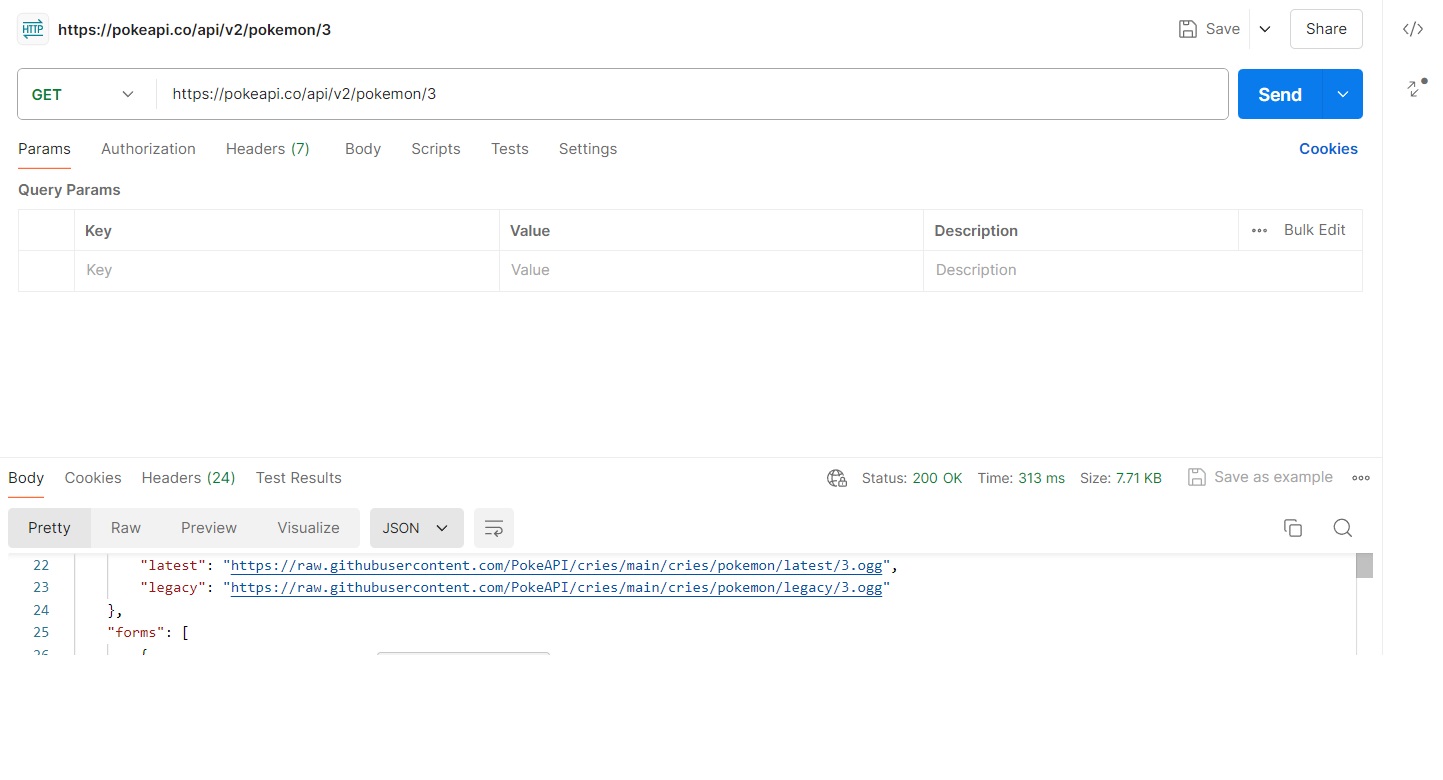 HTTP https://pokeapi.co/api/v2/pokemon/3 Save Share
GET https://pokeapi.co/api/v2/pokemon/3 Send
Params Authorization Headers (7) Body Scripts Tests Settings Cookies
Query Params
Key Value Description Bulk Edit
Key Value Description
Body Cookies Headers (24) Test Results Status: 200 OK Time: 313 ms Size: 7.71 KB Save as example
Pretty Raw Preview Visualize JSON
22 "latest": "https://raw.githubusercontent.com/PokeAPI/cries/main/cries/pokemon/latest/3.ogg",
23 "legacy": "https://raw.githubusercontent.com/PokeAPI/cries/main/cries/pokemon/legacy/3.ogg"
24 },
25 "forms": [
26 {